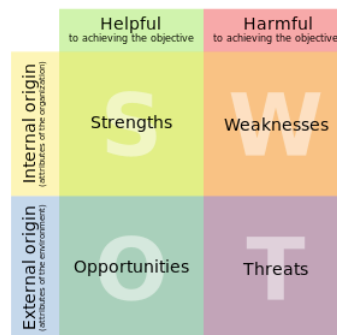 Helpful
to achieving the objective
Harmful
to achieving the objective
Internal origin
(attributes of the organization)
S
Strengths
W
Weaknesses
External origin
(attributes of the environment)
O
Opportunities
T
Threats